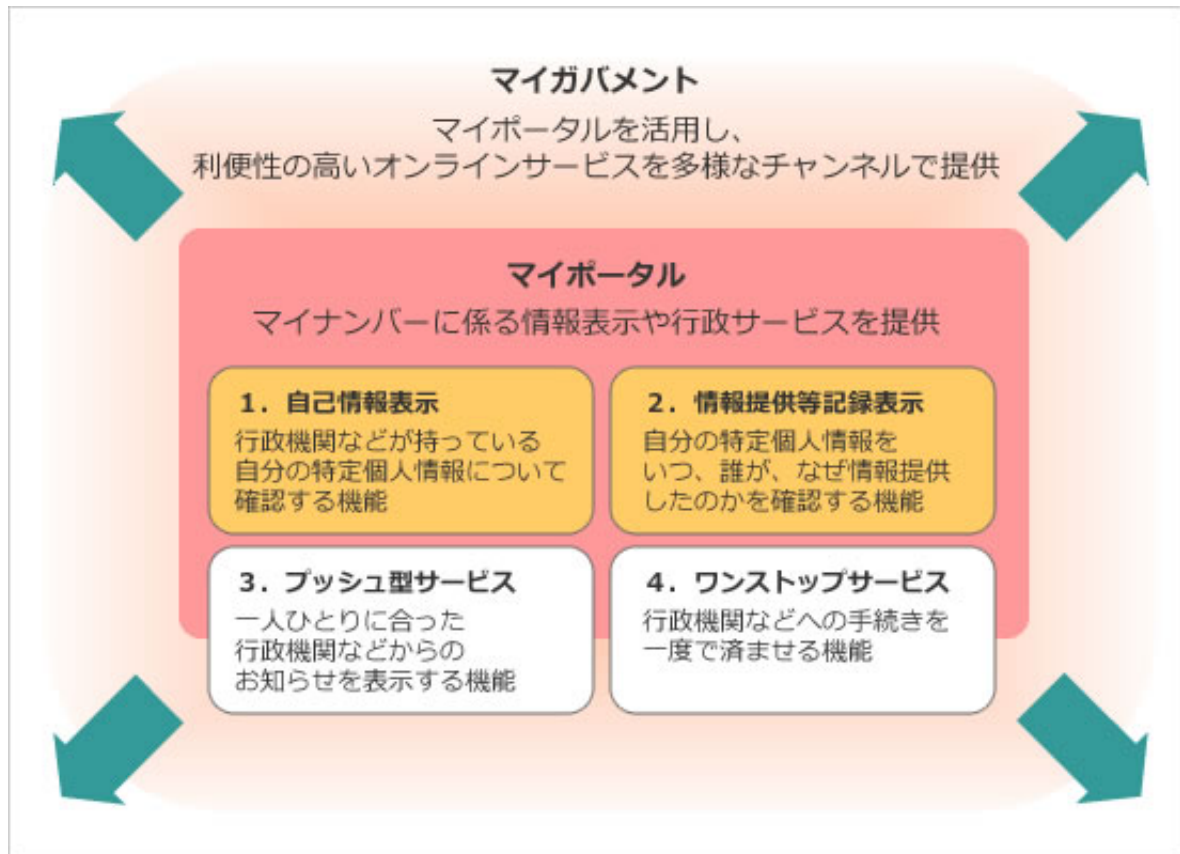 マイガバメント
マイポータルを活用し、
利便性の高いオンラインサービスを多様なチャンネルで提供
マイポータル
マイナンバーに係る情報表示や行政サービスを提供
1．自己情報表示
行政機関などが持っている
自分の特定個人情報について
確認する機能
2．情報提供等記録表示
自分の特定個人情報を
いつ、誰が、なぜ情報提供
したのかを確認する機能
3．プッシュ型サービス
一人ひとりに合った
行政機関などからの
お知らせを表示する機能
4．ワンストップサービス
行政機関などへの手続きを
一度で済ませる機能